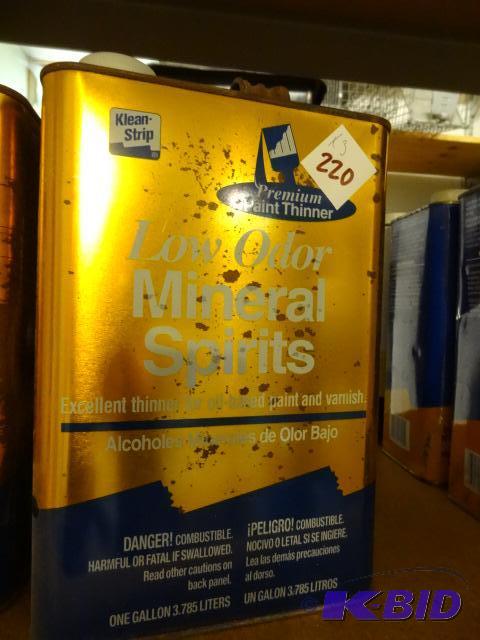 Klean-
Strip
x 3
220
Premium
Paint Thinner
Low Odor
Mineral
Spirits
Excellent thinner for oil-based paint and varnish.
Alcoholes Minerales de Olor Bajo
DANGER! COMBUSTIBLE.
HARMFUL OR FATAL IF SWALLOWED.
Read other cautions on
back panel.
ONE GALLON 3.785 LITERS
¡PELIGRO! COMBUSTIBLE.
NOCIVO O LETAL SI SE INGIERE.
Lea las demás precauciones
al dorso.
UN GALON 3.785 LITROS
K-BID